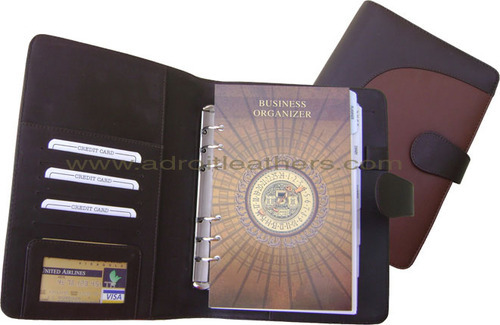 BUSINESS
ORGANIZER
CREDIT CARD
CREDIT CARD
CREDIT CARD
www.adroitleathers.com
UNITED AIRLINES
VISA